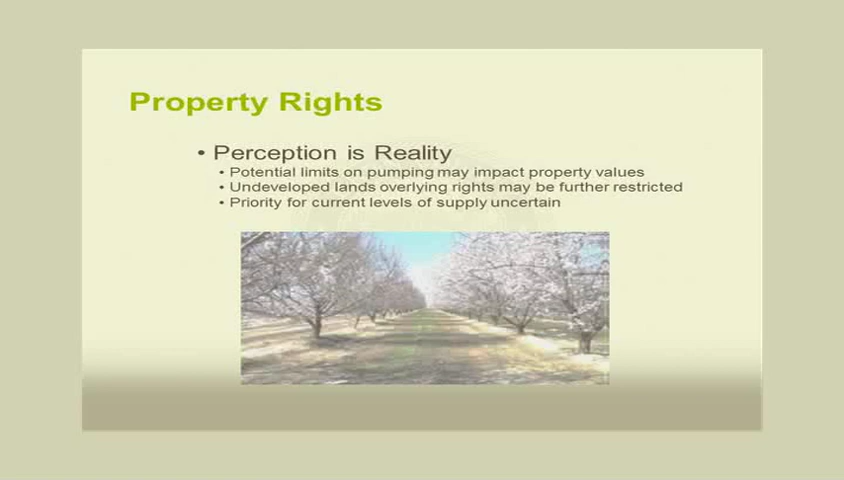 Property Rights
• Perception is Reality
• Potential limits on pumping may impact property values
• Undeveloped lands overlying rights may be further restricted
• Priority for current levels of supply uncertain